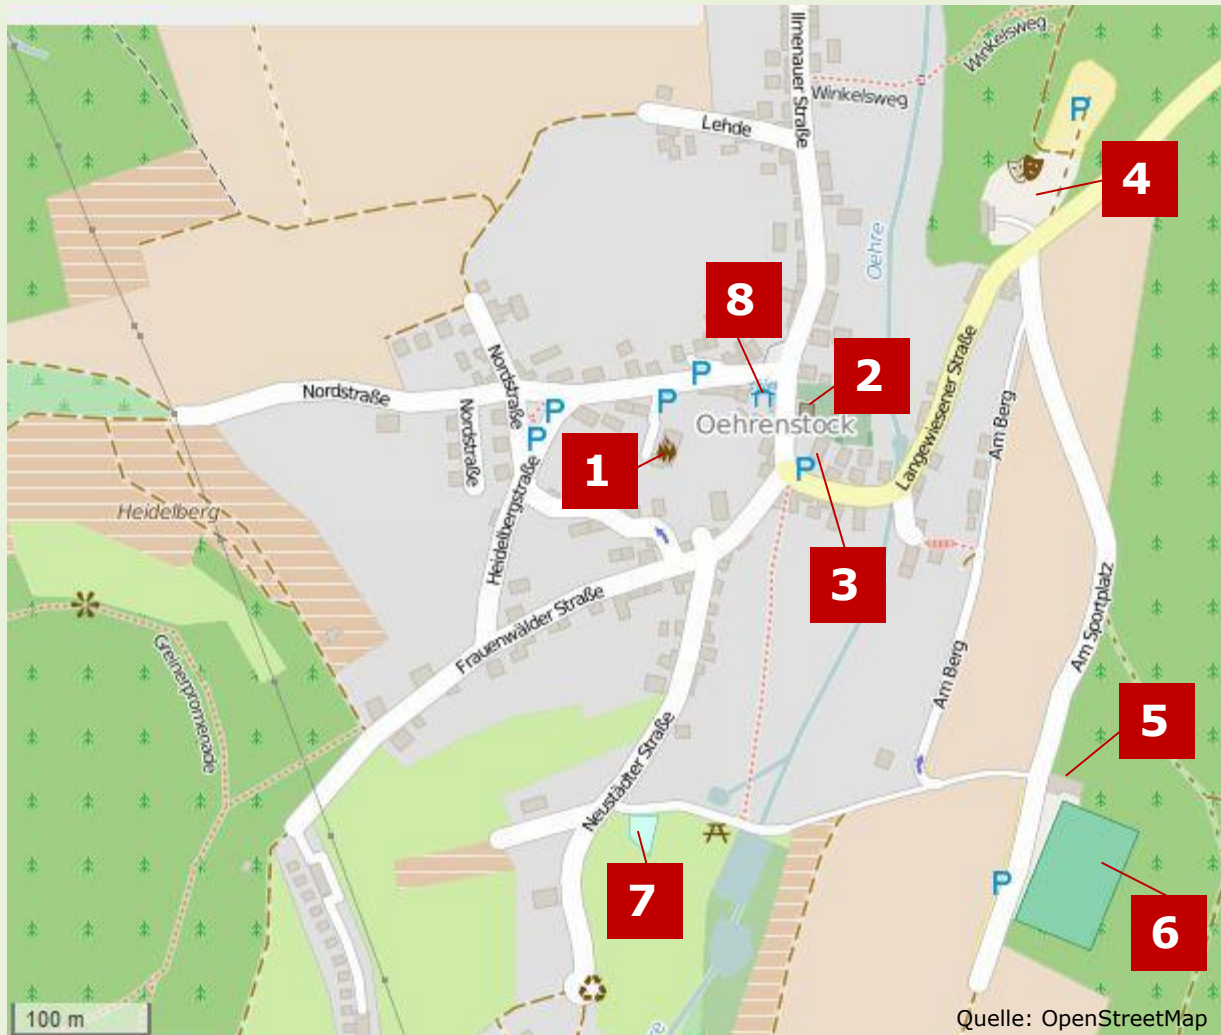 Ilmenauer Straße
Winkelsweg
Winkelsweg
P
Lehde
4
Oehre
8
Nordstraße
P
2
Nordstraße
P
P
Oehrenstock
Langewiesener Straße
Am Berg
Nordstraße
P
1
P
Heidelberg
Heidelbergstraße
3
Frauenwälder Straße
Am Sportplatz
Greinerpromenade
Am Berg
5
Neustädter Straße
7
P
6
100 m
Quelle: OpenStreetMap